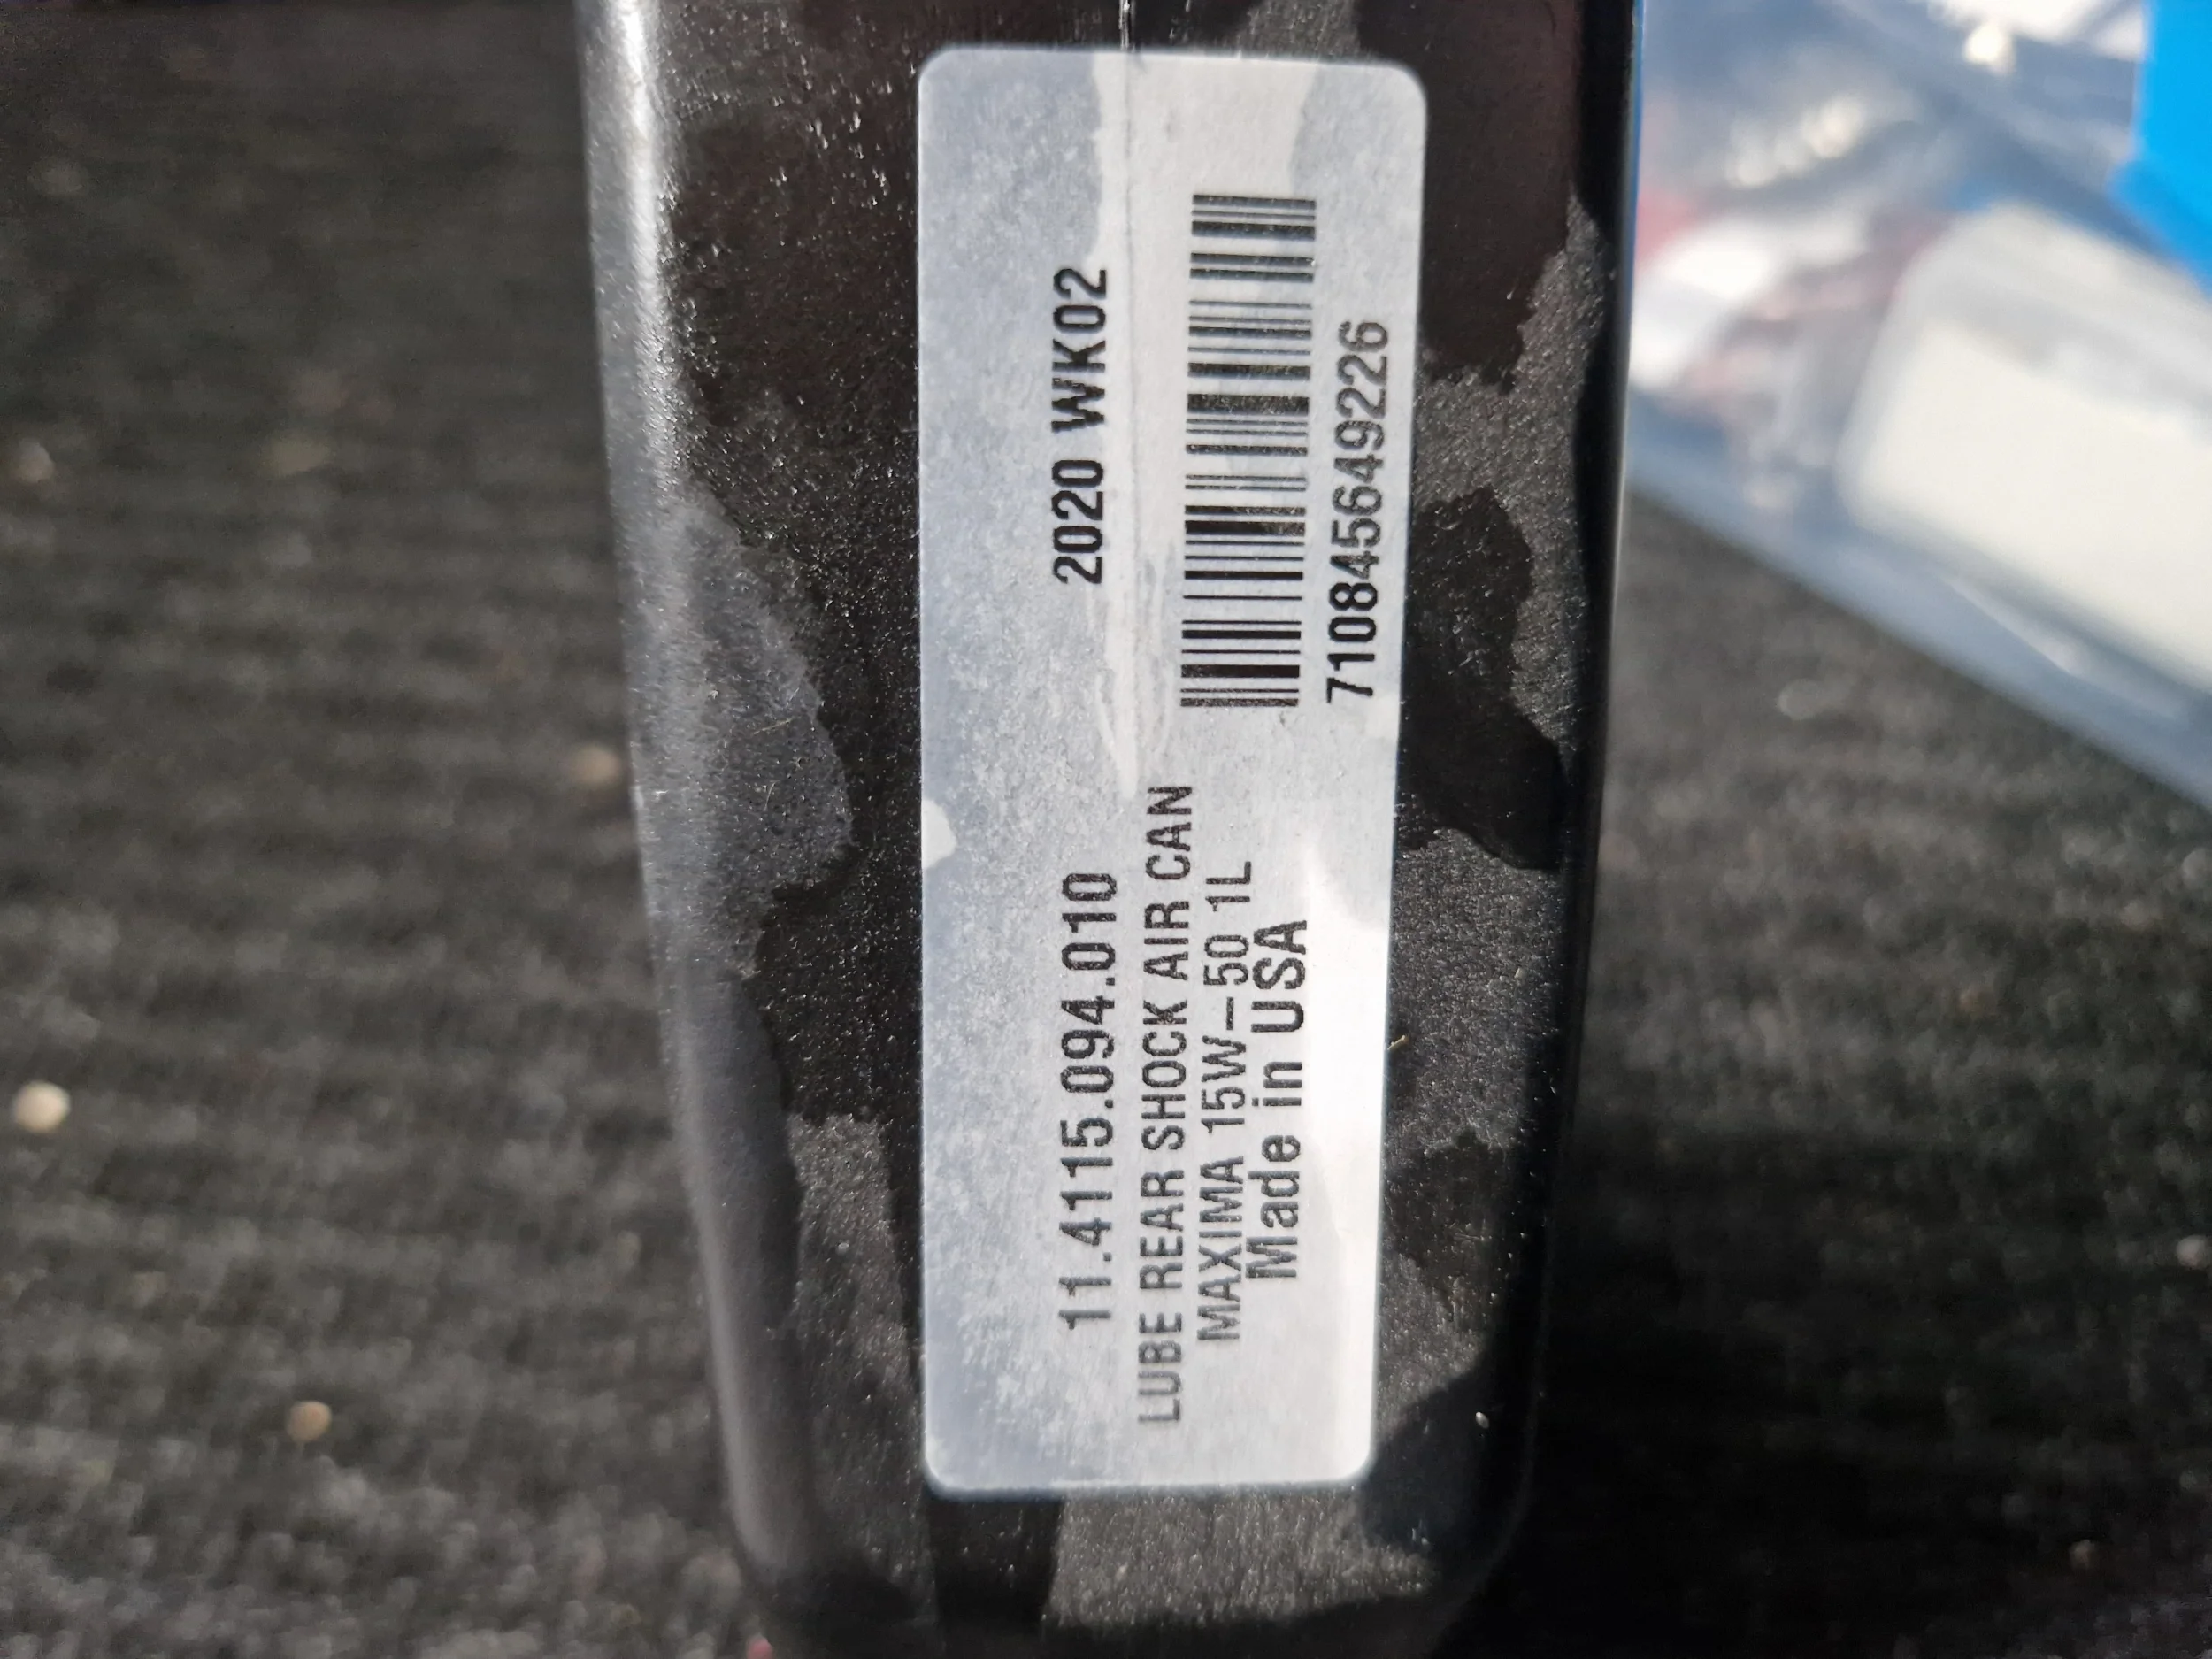 11.4115.094.010 2020 WK02
LUBE REAR SHOCK AIR CAN
MAXIMA 15W-50 1L
Made in USA
710845649226